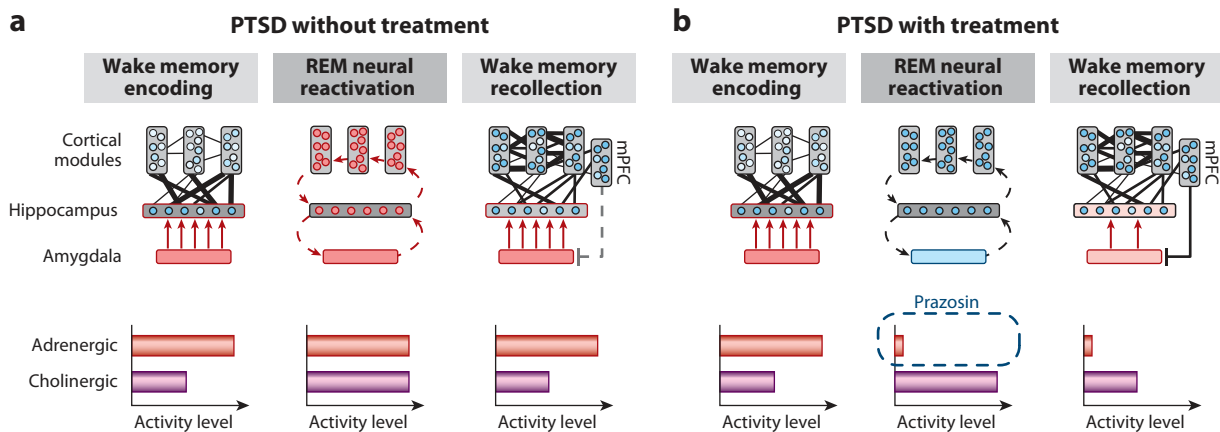 a
PTSD without treatment
Wake memory
encoding
REM neural
reactivation
Wake memory
recollection
Cortical
modules
mPFC
Hippocampus
Amygdala
Adrenergic
Cholinergic
Activity level
Activity level
Activity level
b
PTSD with treatment
Wake memory
encoding
REM neural
reactivation
Wake memory
recollection
mPFC
Prazosin
Activity level
Activity level
Activity level